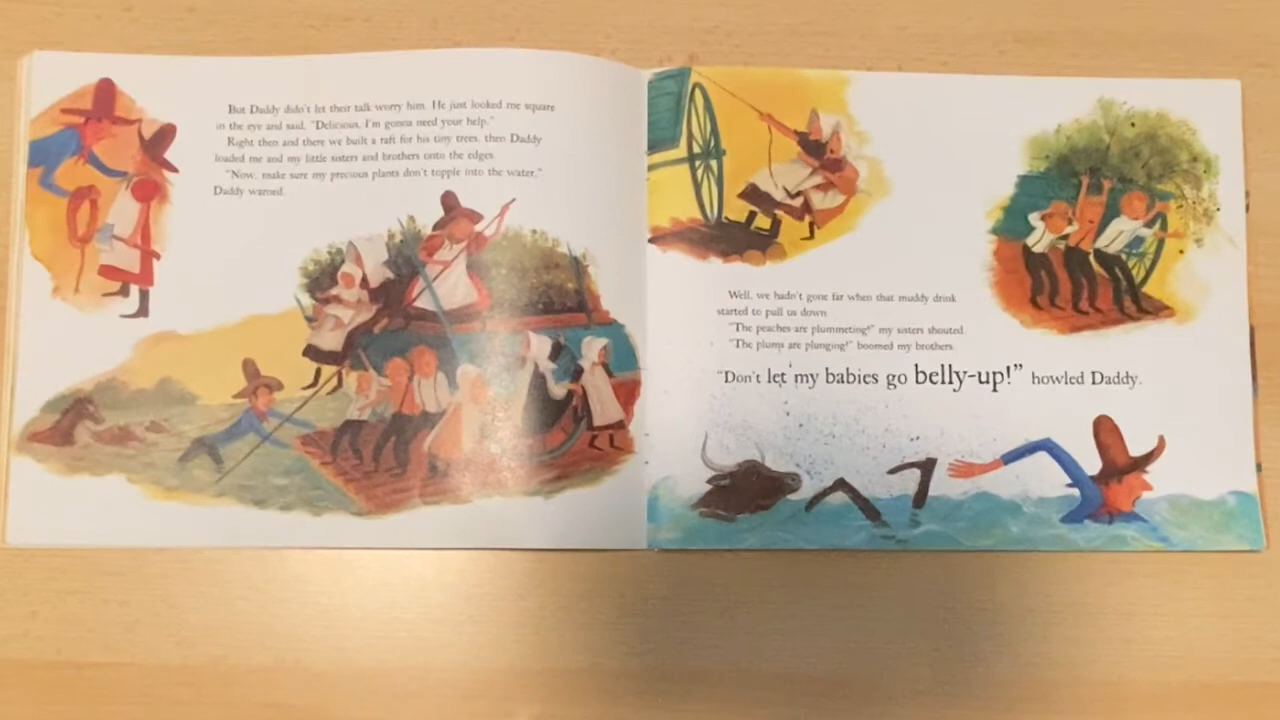 But Daddy didn't let their talk worry him. He just looked me square
in the eye and said, "Delicious, I'm gonna need your help."
Right then and there we built a raft for his tiny trees, then Daddy
loaded me and my little sisters and brothers onto the edges.
"Now, make sure my precious plants don't topple into the water,"
Daddy warned.
Well, we hadn't gone far when that muddy drink
started to pull us down.
"The peaches are plummeting!" my sisters shouted.
"The plums are plunging!" boomed my brothers.
"Don't let my babies go belly-up!" howled Daddy.